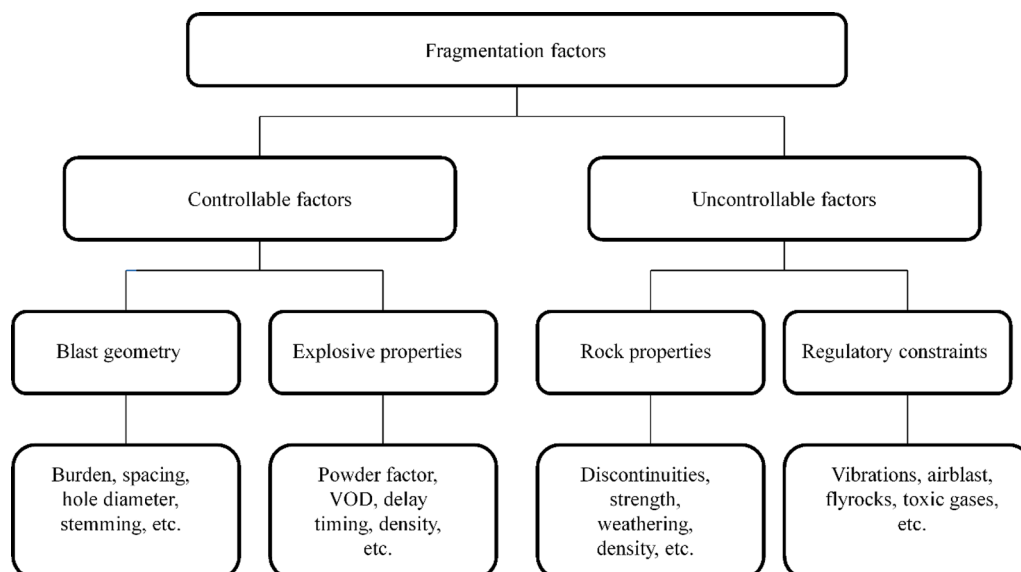 Fragmentation factors
Controllable factors
Uncontrollable factors
Blast geometry
Explosive properties
Rock properties
Regulatory constraints
Burden, spacing,
hole diameter,
stemming, etc.
Powder factor,
VOD, delay
timing, density,
etc.
Discontinuities,
strength,
weathering,
density, etc.
Vibrations, airblast,
flyrocks, toxic gases,
etc.